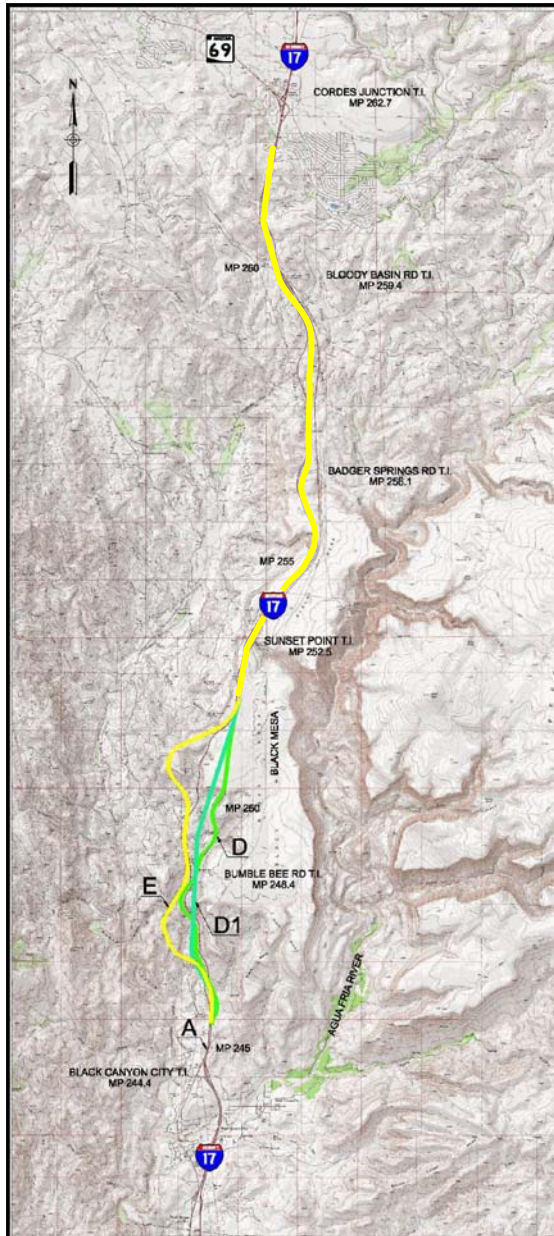 ARIZONA
69
17
CORDES JUNCTION T.I.
MP 262.7
N
MP 260
BLOODY BASIN RD T.I.
MP 259.4
BADGER SPRINGS RD T.I.
MP 256.1
MP 255
17
SUNSET POINT T.I.
MP 252.5
BLACK MESA
MP 260
D
BUMBLE BEE RD T.I.
MP 248.4
E
D1
AGUA FRIA RIVER
A
MP 245
BLACK CANYON CITY T.I.
MP 244.4
17